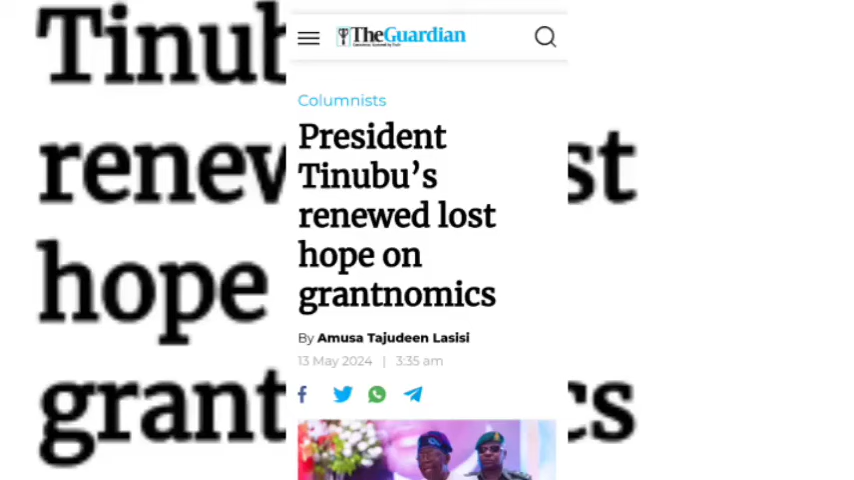 TheGuardian
Columnists
President
Tinubu’s
renewed lost
hope on
grantnomics
By Amusa Tajudeen Lasisi
13 May 2024 | 3:35 am